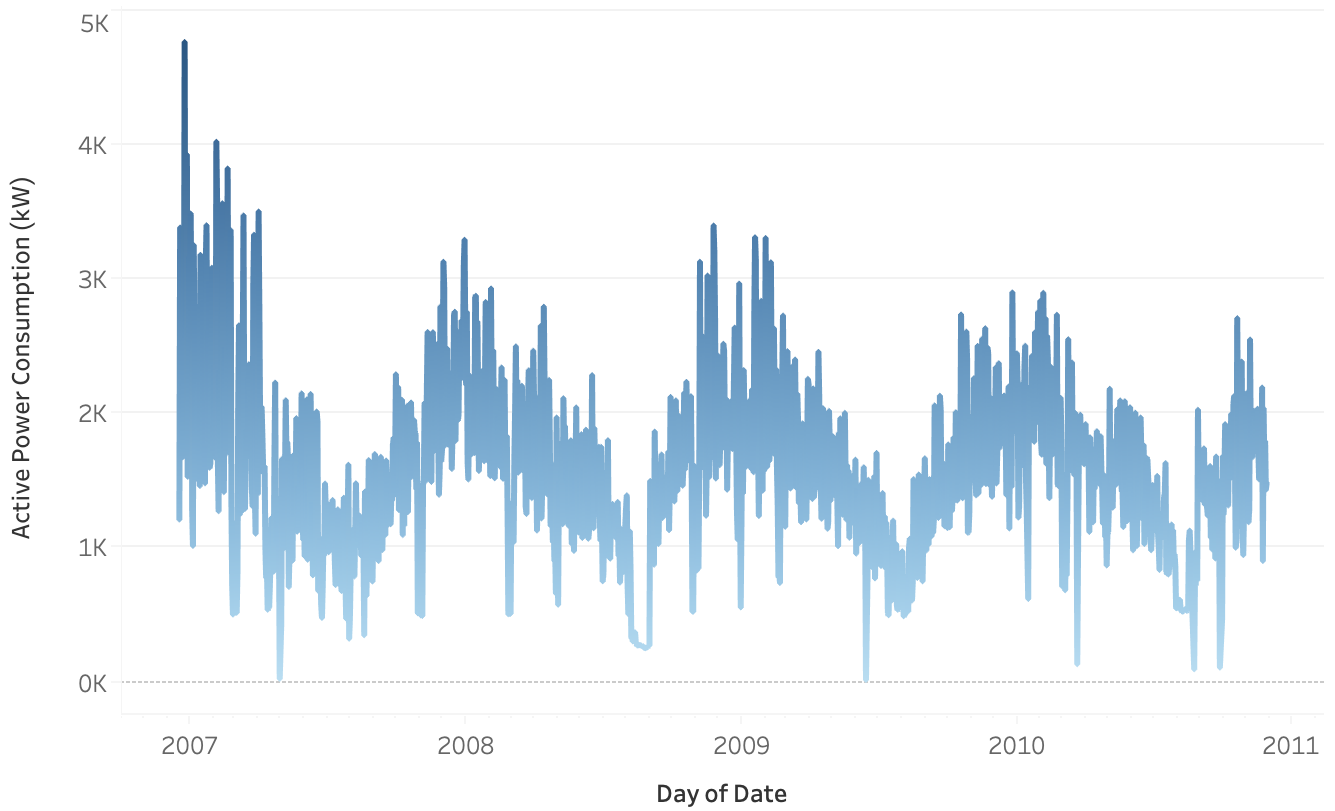 5K
4K
3K
2K
1K
0K
Active Power Consumption (kW)
2007
2008
2009
2010
2011
Day of Date